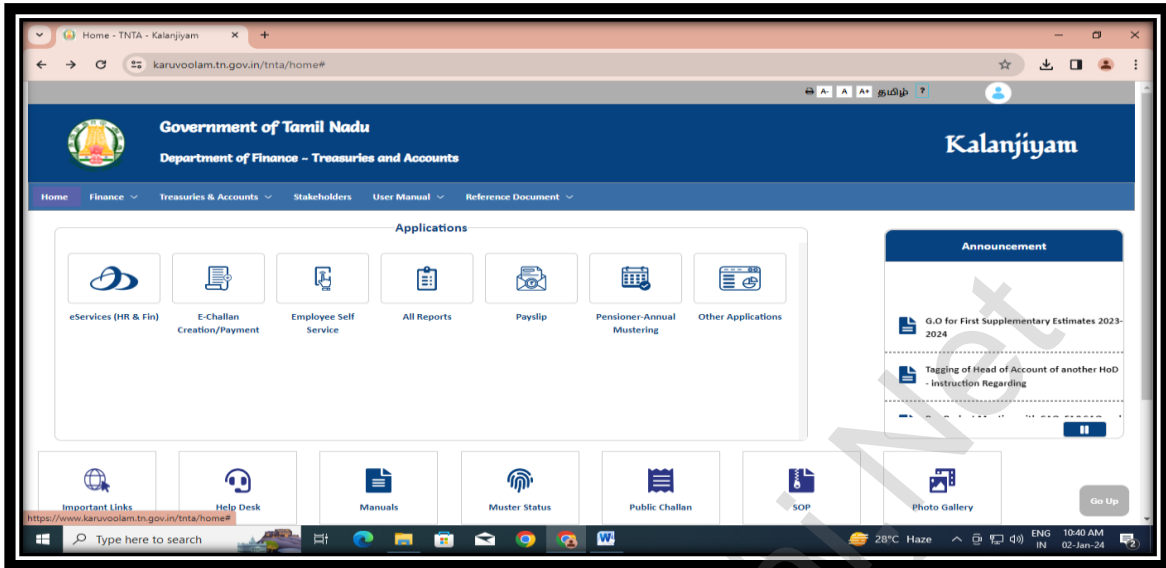 Home - TNTA - Kalanjiyam
karuvoolam.tn.gov.in/tnta/home#
A- A A+ தமிழ் ?
Government of Tamil Nadu
Department of Finance - Treasuries and Accounts
Kalanjiyam
Home Finance Treasuries & Accounts Stakeholders User Manual Reference Document
Applications
eServices (HR & Fin)
E-Challan
Creation/Payment
Employee Self
Service
All Reports
Payslip
Pensioner-Annual
Mustering
Other Applications
Announcement
G.O for First Supplementary Estimates 2023-
2024
Tagging of Head of Account of another HoD
- instruction Regarding
Important Links
Help Desk
Manuals
Muster Status
Public Challan
SOP
Photo Gallery
Go Up
https://www.karuvoolam.tn.gov.in/tnta/home#
Type here to search
28°C Haze
ENG
IN
10:40 AM
02-Jan-24
2